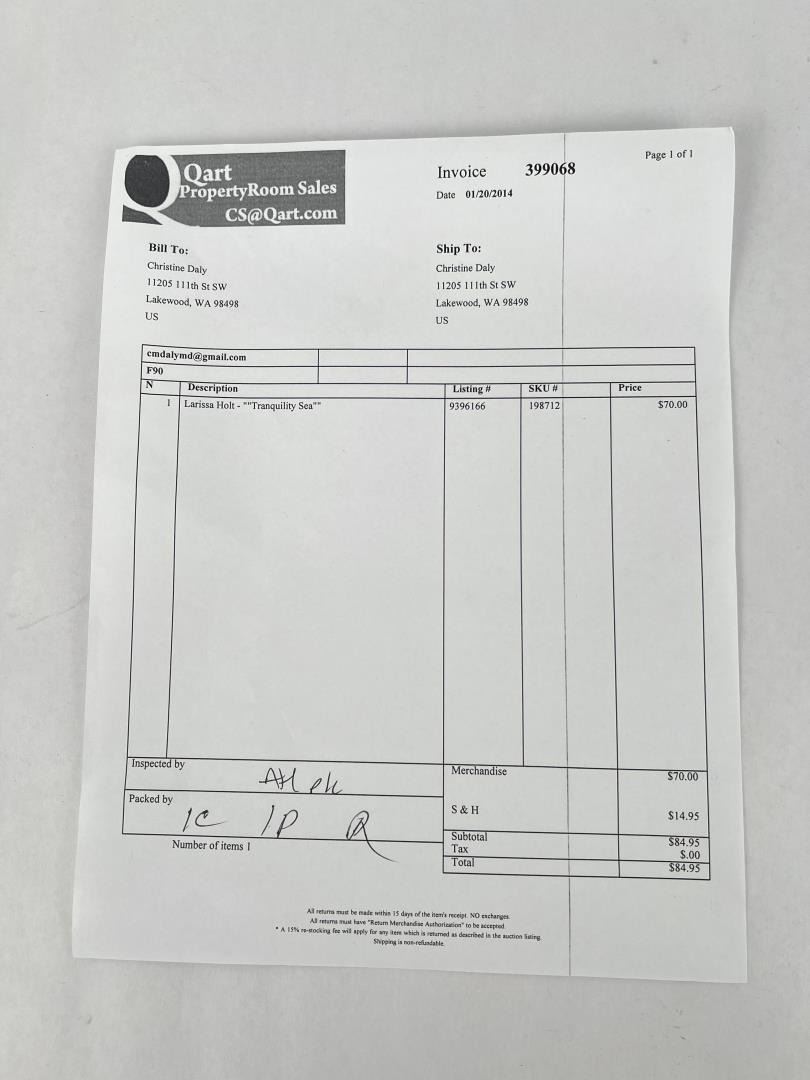 Qart
PropertyRoom Sales
CS@Qart.com
Invoice 399068
Page 1 of 1
Date 01/20/2014
Bill To:
Christine Daly
11205 111th St SW
Lakewood, WA 98498
US
Ship To:
Christine Daly
11205 111th St SW
Lakewood, WA 98498
US
cmdalymd@gmail.com
F90
N Description Listing # SKU # Price
1 Larissa Holt - ""Tranquility Sea"" 9396166 198712 $70.00
Inspected by
Packed by
Number of items 1
Merchandise $70.00
S & H $14.95
Subtotal $84.95
Tax $.00
Total $84.95
All returns must be made within 15 days of the item's receipt. NO exchanges.
All returns must have "Return Merchandise Authorization" to be accepted.
* A 15% re-stocking fee will apply for any item which is returned as described in the auction listing.
Shipping is non-refundable.